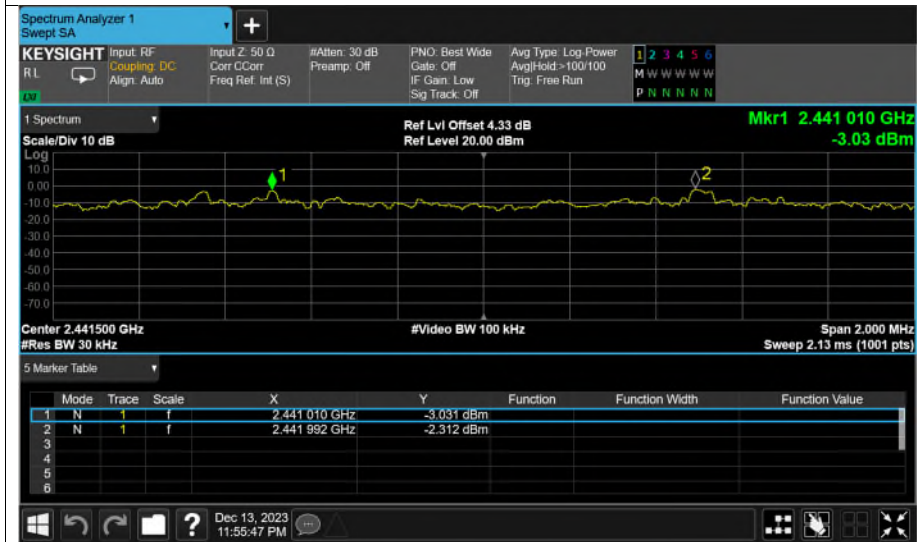 Spectrum Analyzer 1
Swept SA
+
KEYSIGHT
RL
LXI
Input: RF
Coupling: DC
Align: Auto
Input Z: 50 Ω
Corr CCorr
Freq Ref: Int (S)
#Atten: 30 dB
Preamp: Off
PNO: Best Wide
Gate: Off
IF Gain: Low
Sig Track: Off
Avg Type: Log-Power
Avg|Hold:>100/100
Trig: Free Run
1 2 3 4 5 6
M W W W W W
P N N N N N
1 Spectrum
Scale/Div 10 dB
Ref Lvl Offset 4.33 dB
Ref Level 20.00 dBm
Mkr1 2.441 010 GHz
-3.03 dBm
Log
10.0
0.00
-10.0
-20.0
-30.0
-40.0
-50.0
-60.0
-70.0
1
2
Center 2.441500 GHz
#Res BW 30 kHz
#Video BW 100 kHz
Span 2.000 MHz
Sweep 2.13 ms (1001 pts)
5 Marker Table
Mode Trace Scale X Y Function Function Width Function Value
1 N 1 f 2.441 010 GHz -3.031 dBm
2 N 1 f 2.441 992 GHz -2.312 dBm
3
4
5
6
?
Dec 13, 2023
11:55:47 PM